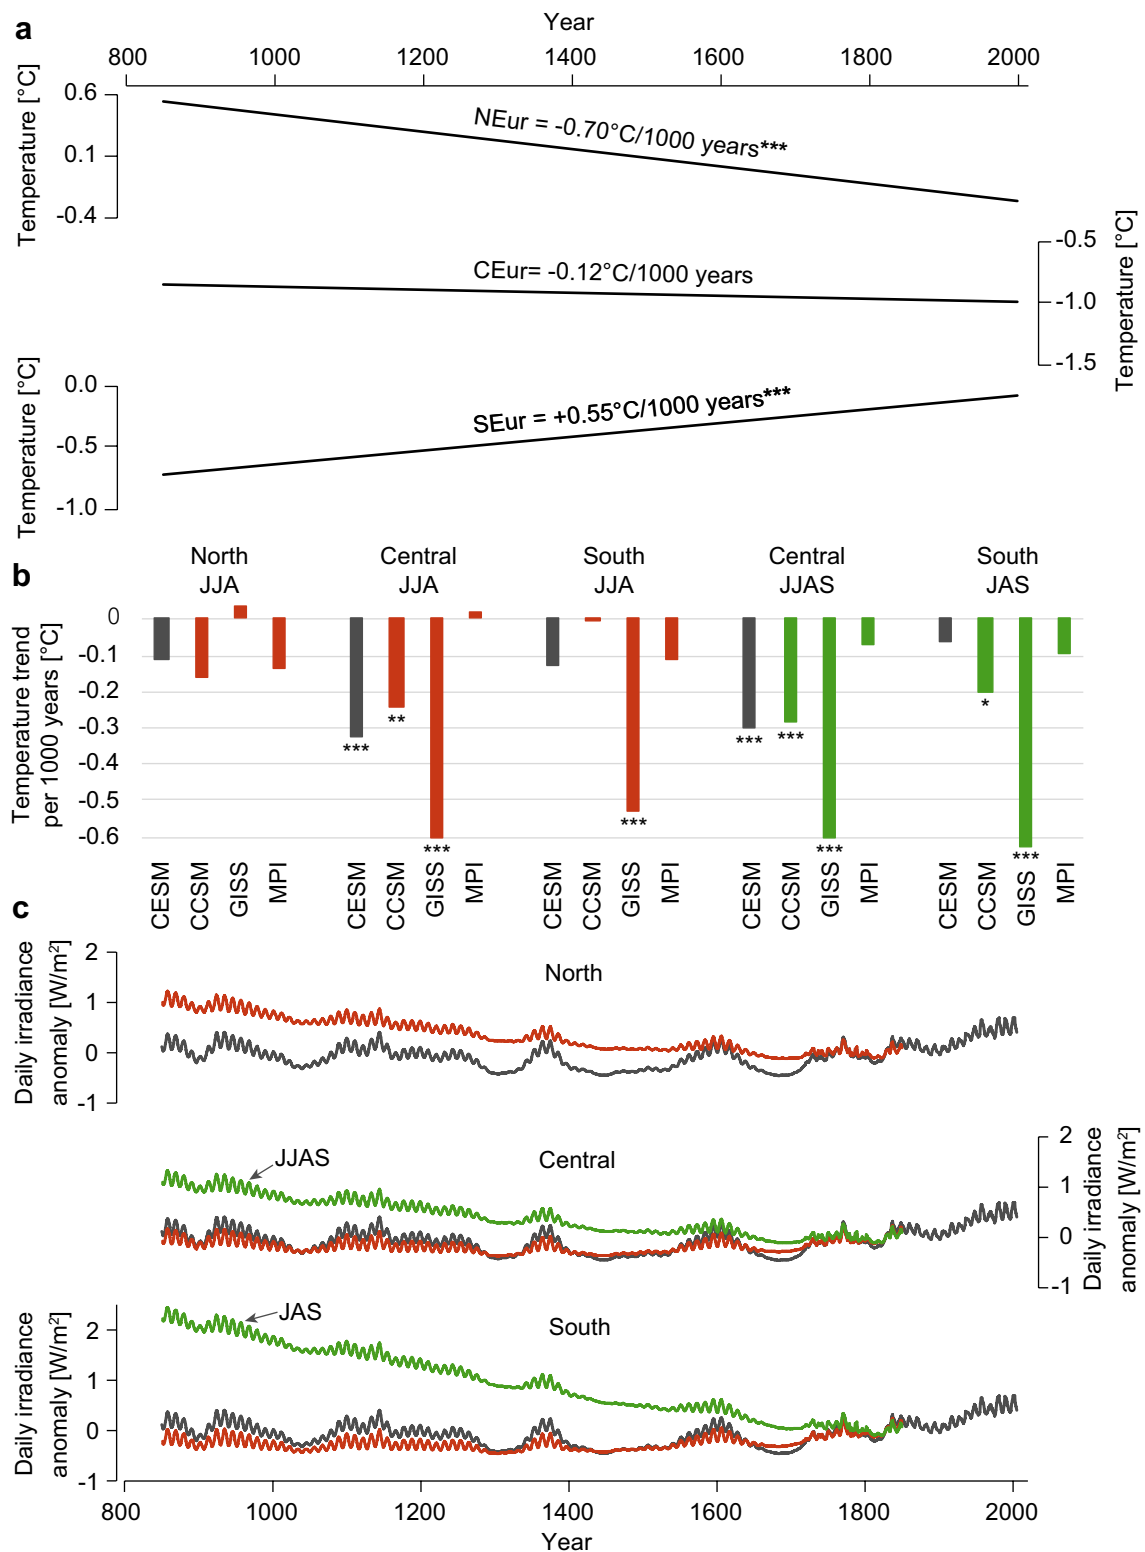 a
Year
800 1000 1200 1400 1600 1800 2000
Temperature [°C]
0.6
0.1
-0.4
NEur = -0.70°C/1000 years***
Temperature [°C]
-0.5
-1.0
-1.5
CEur= -0.12°C/1000 years
Temperature [°C]
0.0
-0.5
-1.0
SEur = +0.55°C/1000 years***
b
North
JJA
Central
JJA
South
JJA
Central
JJAS
South
JAS
Temperature trend
per 1000 years [°C]
0
-0.1
-0.2
-0.3
-0.4
-0.5
-0.6
***
**
***
***
***
***
***
*
***
CESM CCSM GISS MPI CESM CCSM GISS MPI CESM CCSM GISS MPI CESM CCSM GISS MPI CESM CCSM GISS MPI
c
Daily irradiance
anomaly [W/m²]
2
1
0
-1
North
Daily irradiance
anomaly [W/m²]
2
1
0
-1
JJAS
Central
Daily irradiance
anomaly [W/m²]
2
1
0
-1
JAS
South
800 1000 1200 1400 1600 1800 2000
Year